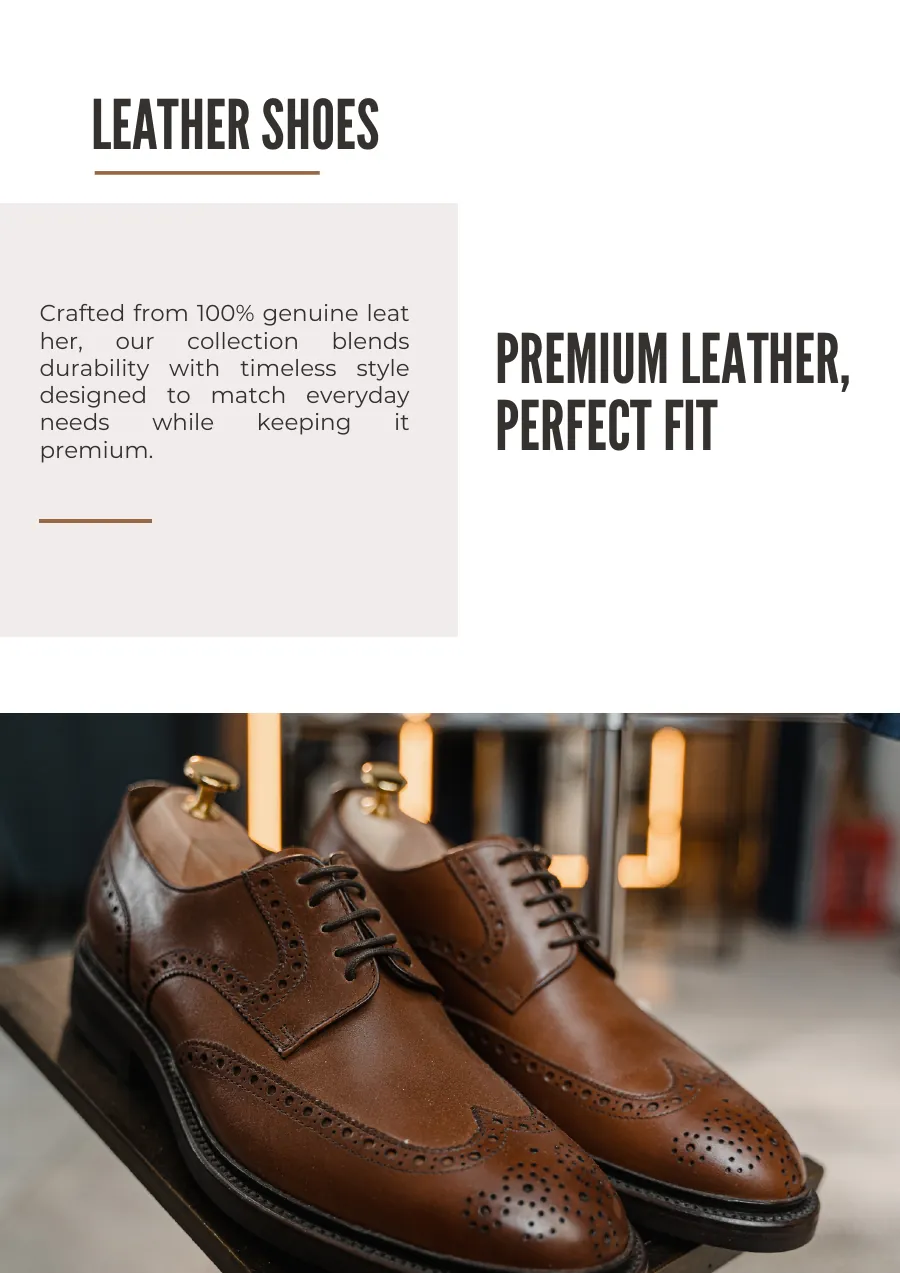 LEATHER SHOES
Crafted from 100% genuine leat
her, our collection blends
durability with timeless style
designed to match everyday
needs while keeping it
premium.
PREMIUM LEATHER,
PERFECT FIT